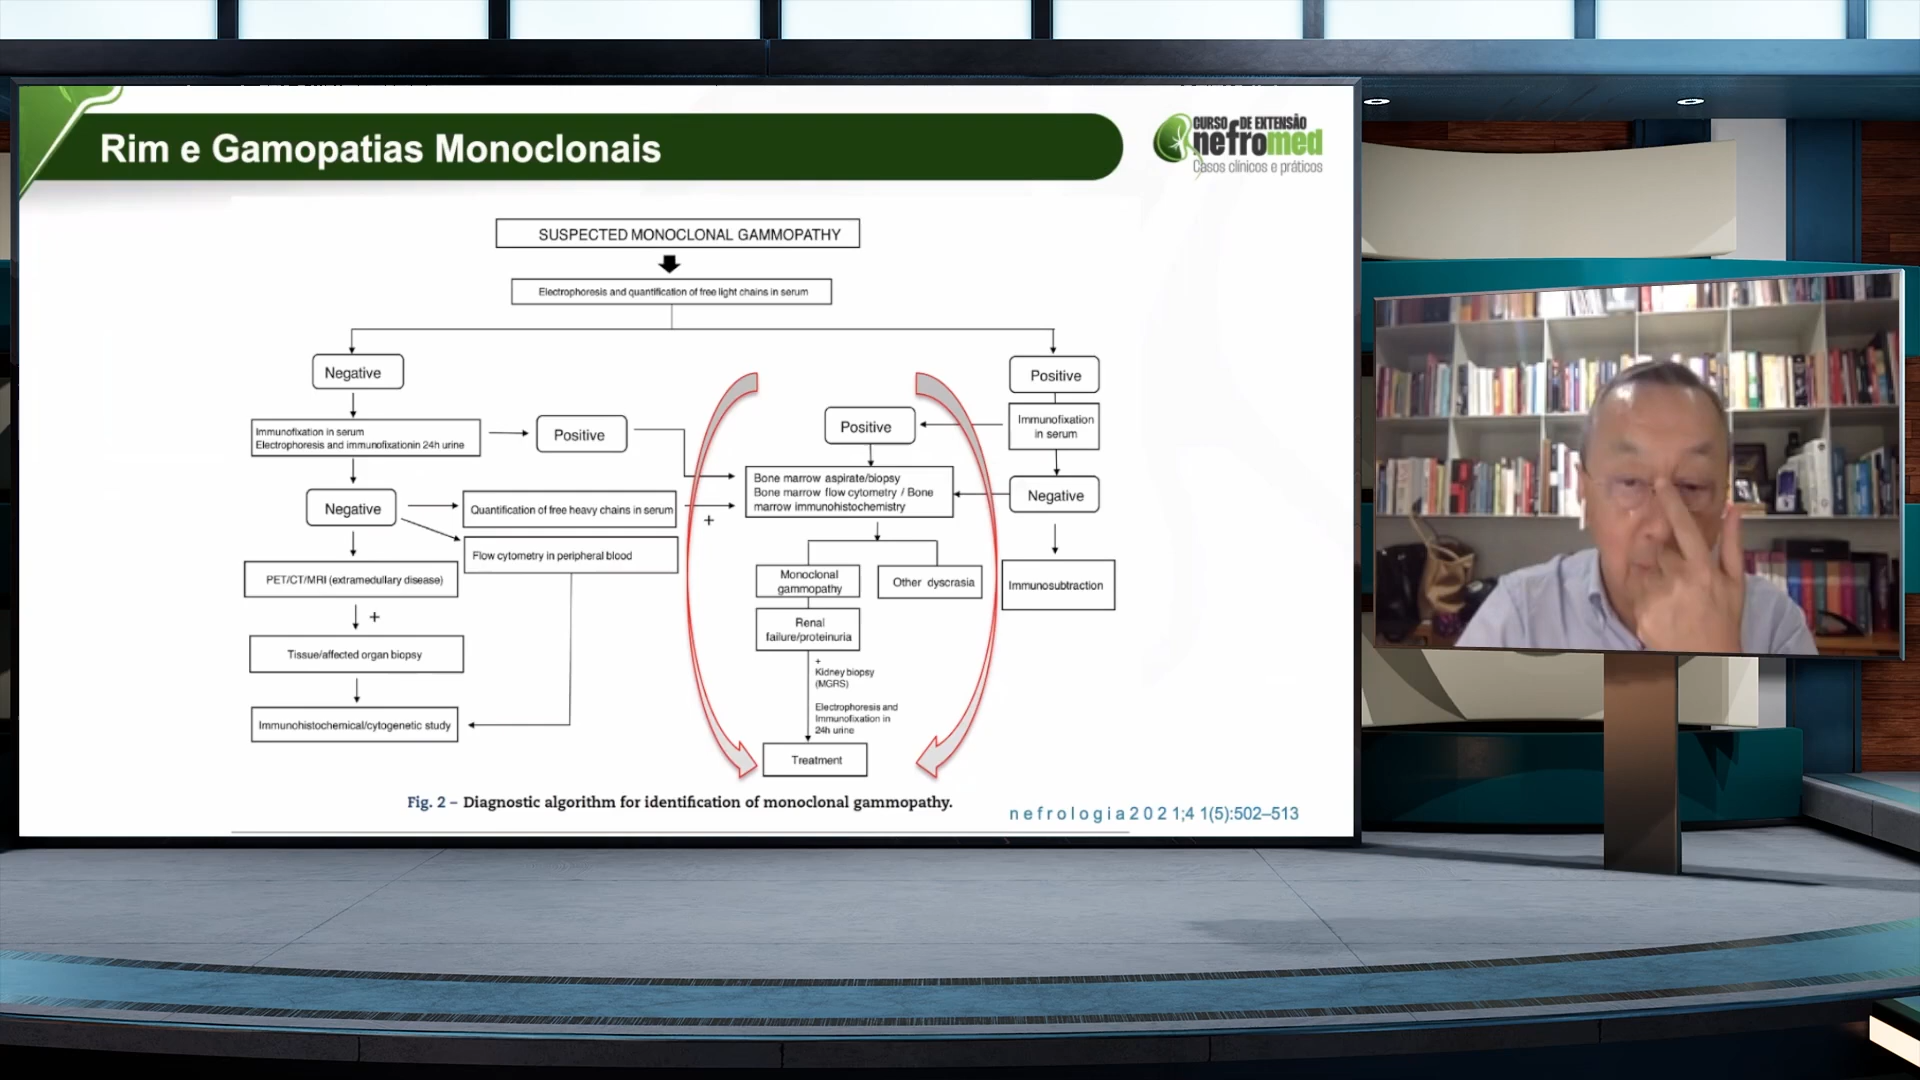 Rim e Gamopatias Monoclonais
CURSO DE EXTENSÃO
nefromed
Casos clínicos e práticos
SUSPECTED MONOCLONAL GAMMOPATHY
Electrophoresis and quantification of free light chains in serum
Negative
Positive
Immunofixation in serum
Electrophoresis and immunofixationin 24h urine
Positive
Positive
Immunofixation
in serum
Bone marrow aspirate/biopsy
Bone marrow flow cytometry / Bone
marrow immunohistochemistry
Negative
Negative
Quantification of free heavy chains in serum
+
Flow cytometry in peripheral blood
PET/CT/MRI (extramedullary disease)
Monoclonal
gammopathy
Other dyscrasia
Immunosubtraction
+
Renal
failure/proteinuria
Tissue/affected organ biopsy
+
Kidney biopsy
(MGRS)
Electrophoresis and
Immunofixation in
24h urine
Immunohistochemical/cytogenetic study
Treatment
Fig. 2 – Diagnostic algorithm for identification of monoclonal gammopathy.
n e f r o l o g i a 2 0 2 1;4 1(5):502–513